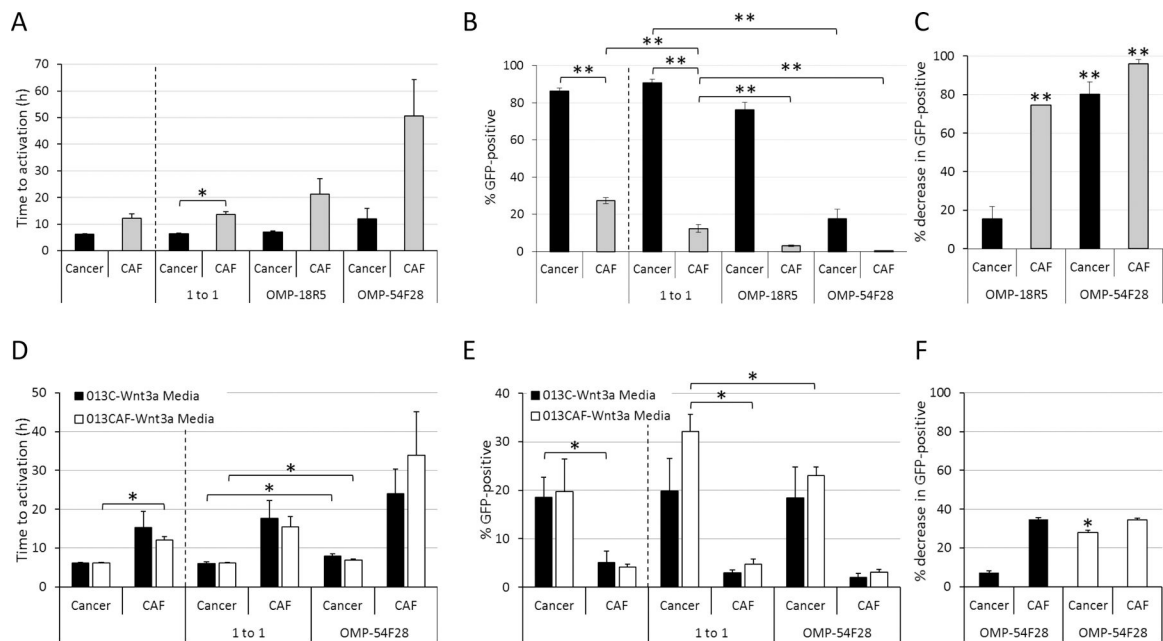 A
Time to activation (h)
70
60
50
40
30
20
10
0
*
Cancer CAF Cancer CAF Cancer CAF Cancer CAF
1 to 1 OMP-18R5 OMP-54F28
B
% GFP-positive
100
80
60
40
20
0
**
**
** ** **
**
Cancer CAF Cancer CAF Cancer CAF Cancer CAF
1 to 1 OMP-18R5 OMP-54F28
C
% decrease in GFP-positive
100
80
60
40
20
0
** ** **
Cancer CAF Cancer CAF
OMP-18R5 OMP-54F28
D
Time to activation (h)
50
40
30
20
10
0
013C-Wnt3a Media
013CAF-Wnt3a Media
* * *
Cancer CAF Cancer CAF Cancer CAF
1 to 1 OMP-54F28
E
% GFP-positive
40
30
20
10
0
013C-Wnt3a Media
013CAF-Wnt3a Media
*
*
*
Cancer CAF Cancer CAF Cancer CAF
1 to 1 OMP-54F28
F
% decrease in GFP-positive
100
80
60
40
20
0
*
Cancer CAF Cancer CAF
OMP-54F28 OMP-54F28